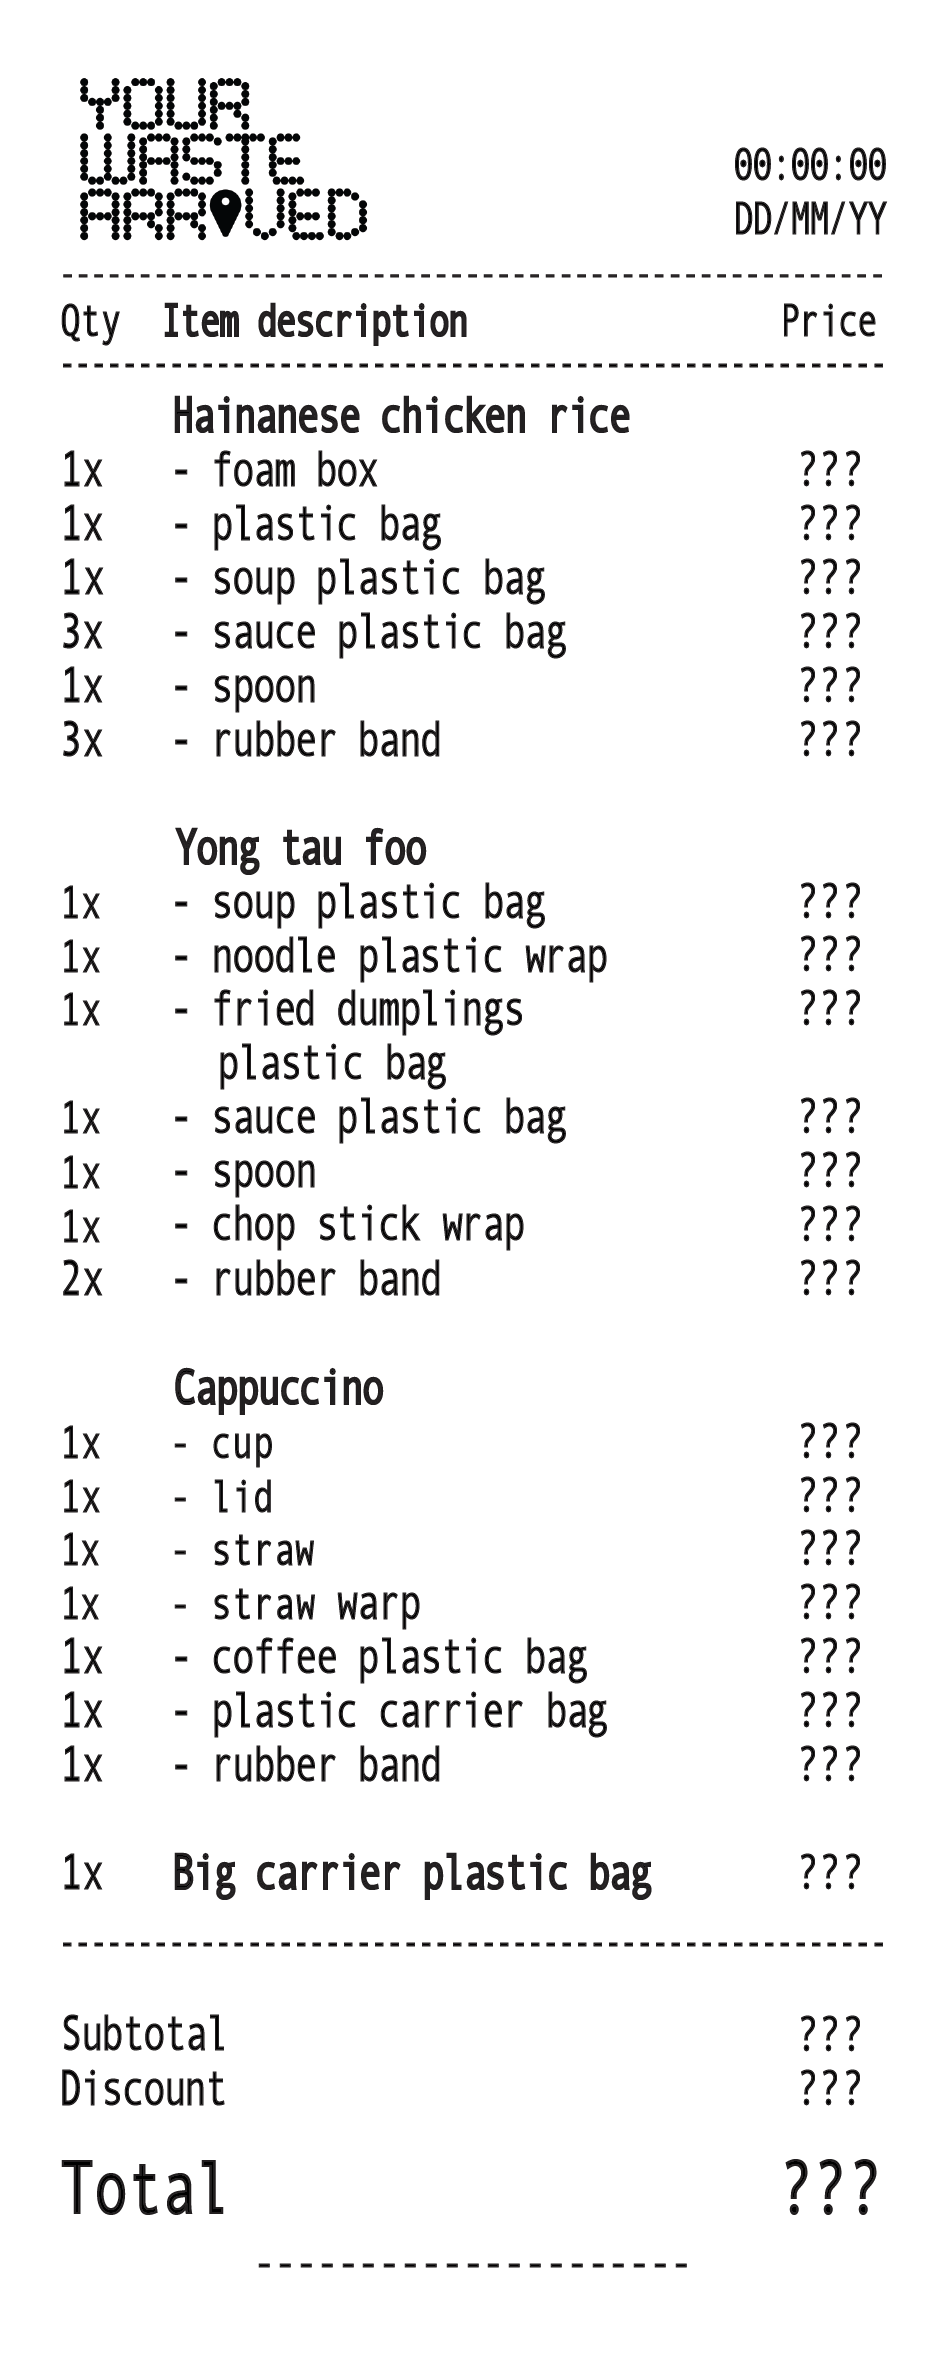 YOUR
WASTE
ARRIVED
00:00:00
DD/MM/YY
Qty Item description Price
Hainanese chicken rice
1x - foam box ???
1x - plastic bag ???
1x - soup plastic bag ???
3x - sauce plastic bag ???
1x - spoon ???
3x - rubber band ???
Yong tau foo
1x - soup plastic bag ???
1x - noodle plastic wrap ???
1x - fried dumplings ???
plastic bag
1x - sauce plastic bag ???
1x - spoon ???
1x - chop stick wrap ???
2x - rubber band ???
Cappuccino
1x - cup ???
1x - lid ???
1x - straw ???
1x - straw warp ???
1x - coffee plastic bag ???
1x - plastic carrier bag ???
1x - rubber band ???
1x Big carrier plastic bag ???
Subtotal ???
Discount ???
Total ???